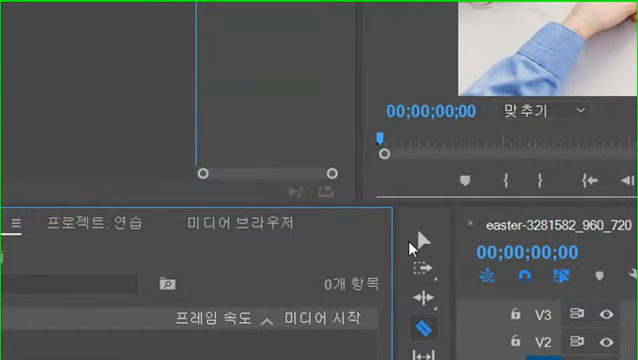 00;00;00;00 맞추기
프로젝트: 연습 미디어 브라우저
× easter-3281582_960_720
00;00;00;00
0개 항목
프레임 속도 미디어 시작
V3
V2